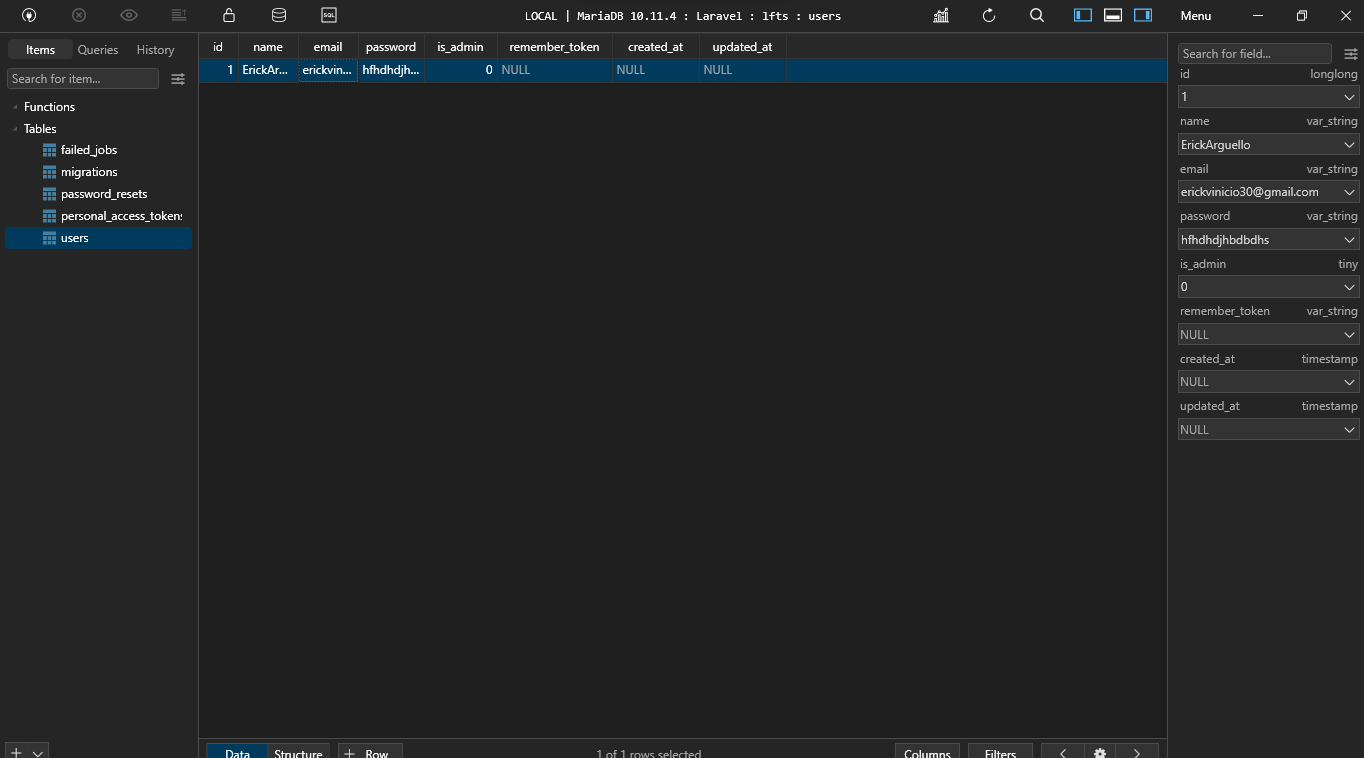 SQL LOCAL | MariaDB 10.11.4 : Laravel : lfts : users Menu
Items Queries History
Search for item...
Functions
Tables
failed_jobs
migrations
password_resets
personal_access_tokens
users
id name email password is_admin remember_token created_at updated_at
1 ErickAr... erickvin... hfhdhdjh... 0 NULL NULL NULL
Search for field...
id longlong
1
name var_string
ErickArguello
email var_string
erickvinicio30@gmail.com
password var_string
hfhdhdjhbdbdhs
is_admin tiny
0
remember_token var_string
NULL
created_at timestamp
NULL
updated_at timestamp
NULL
Data Structure Row 1 of 1 rows selected Columns Filters